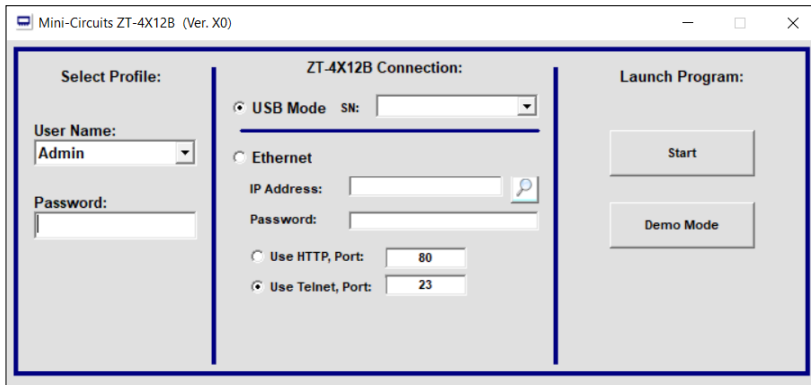 Mini-Circuits ZT-4X12B (Ver. X0)
Select Profile:
User Name:
Admin
Password:
ZT-4X12B Connection:
USB Mode SN:
Ethernet
IP Address:
Password:
Use HTTP, Port: 80
Use Telnet, Port: 23
Launch Program:
Start
Demo Mode